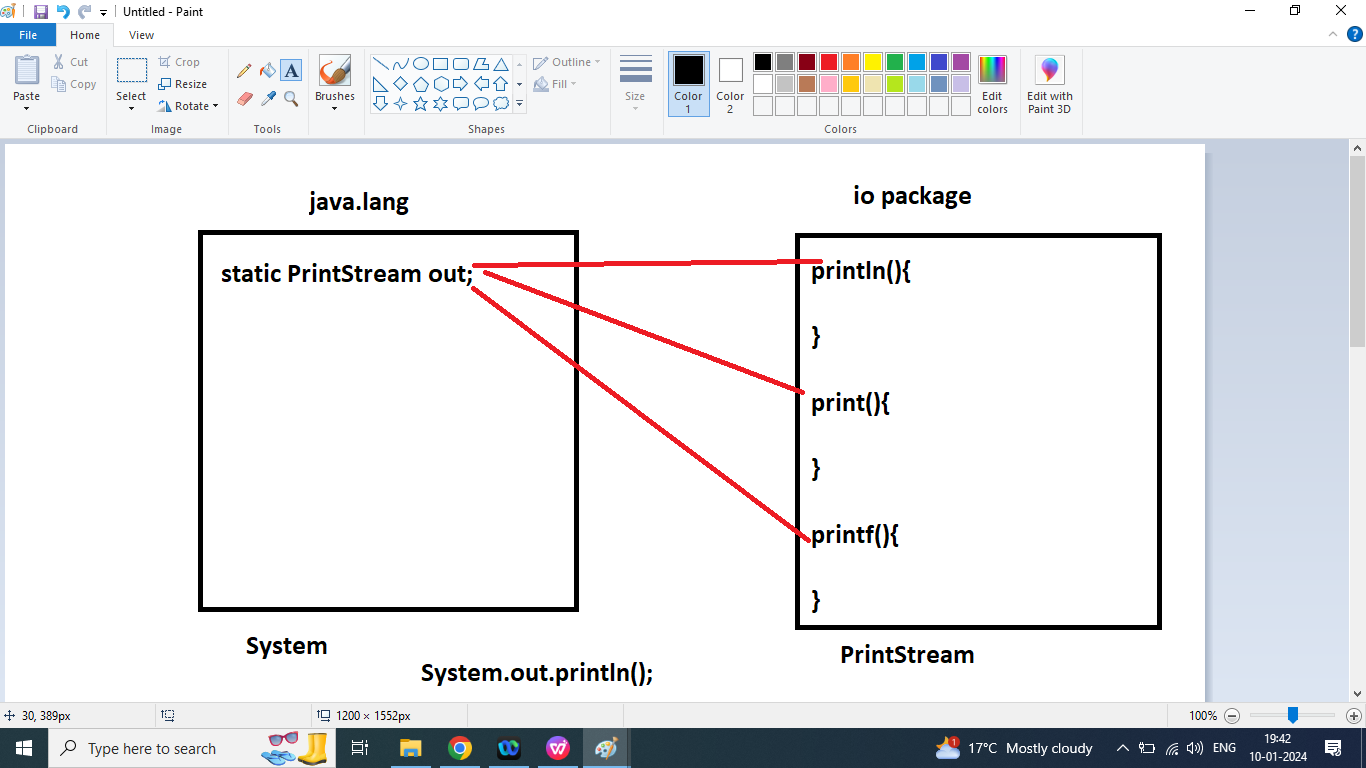 Untitled - Paint
File Home View
Paste
Cut
Copy
Clipboard
Select
Crop
Resize
Rotate
Image
A
Tools
Brushes
Outline
Fill
Shapes
Size
Color 1
Color 2
Edit colors
Colors
Edit with Paint 3D
java.lang
io package
static PrintStream out;
println(){
}
print(){
}
printf(){
}
System
PrintStream
System.out.println();
30, 389px
1200 × 1552px
100%
Type here to search
1
17°C Mostly cloudy
ENG
19:42
10-01-2024